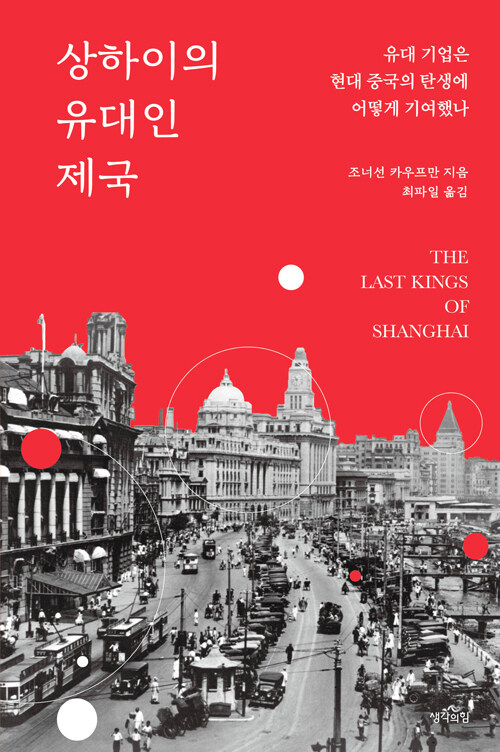 상하이의
유대인
제국
유대 기업은
현대 중국의 탄생에
어떻게 기여했나
조너선 카우프만 지음
최파일 옮김
THE
LAST KINGS
OF
SHANGHAI
생각의힘